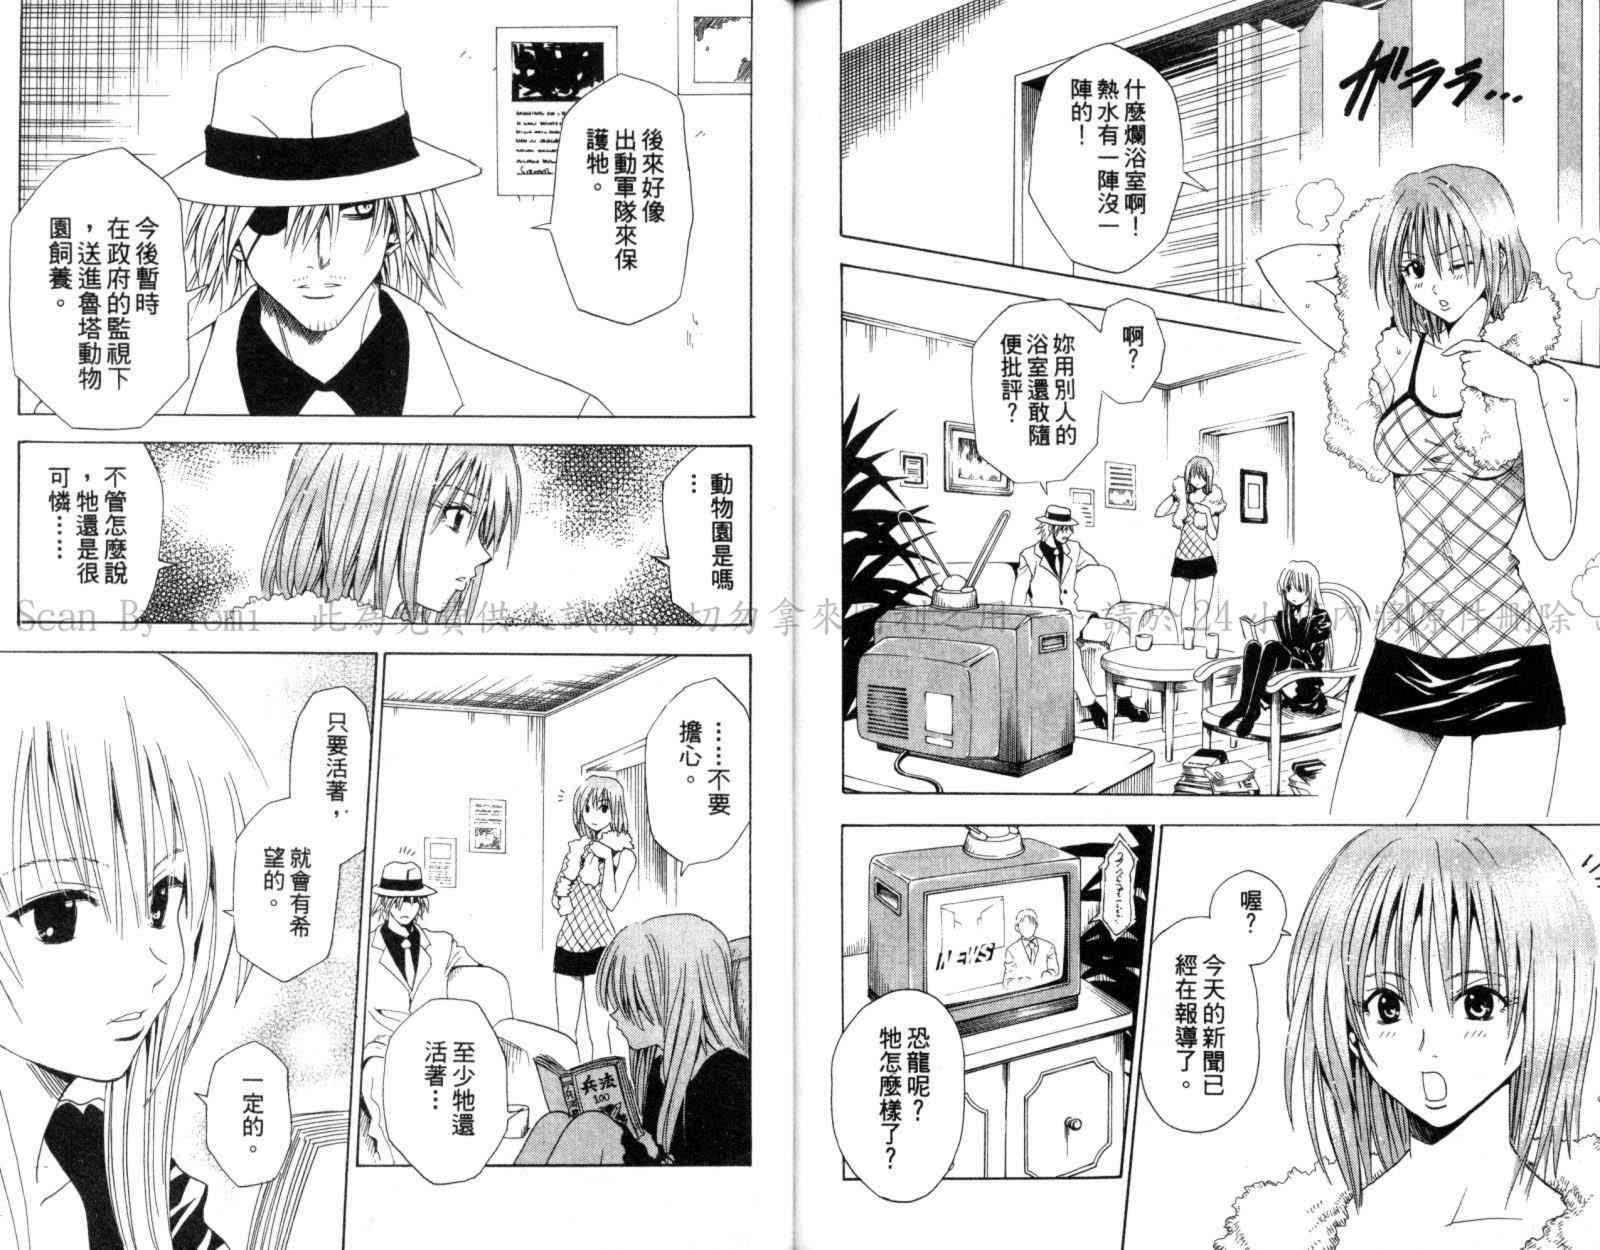 ガララ…
什麼爛浴室啊！
熱水有一陣沒一
陣的！
啊？
妳用別人的
浴室還敢隨
便批評？
喔？
今天的新聞已
經在報導了。
NEWS
恐龍呢？
牠怎麼樣了？
後來好像
出動軍隊來保
護牠。
今後暫時
在政府的監視下
，送進魯塔動物
園飼養。
動物園是嗎
…
不管怎麼說
，牠還是很
可憐……
……不要
擔心。
至少牠還
活著…
兵法
100
只要活著，
就會有希
望的。
一定的。
Scan By Tomi 此為免費供人試閱，切勿拿來
請於 24 小